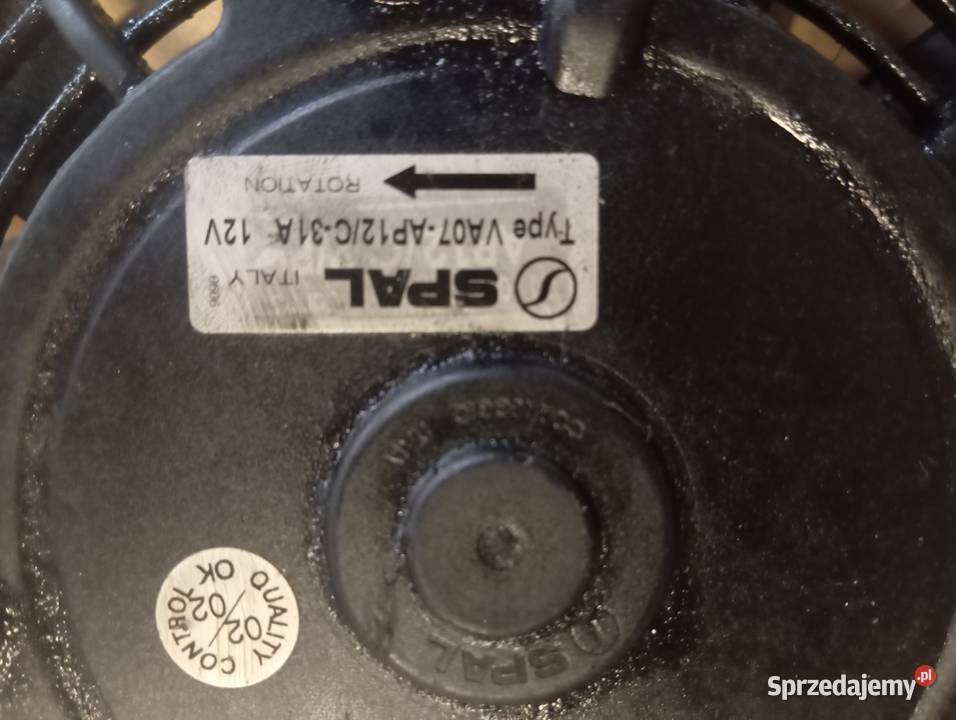 SPAL ITALY
Type VA07-AP12/C-31A 12V
ROTATION
SPAL
QUALITY CONTROL
02/02
OK
Sprzedajemy.pl